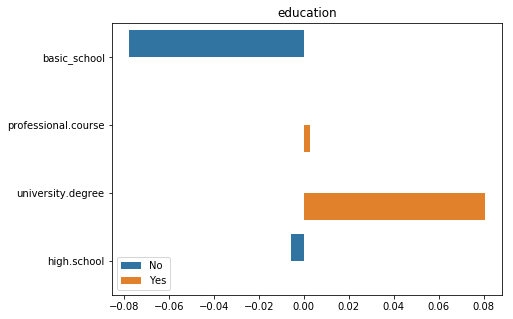 education
basic_school
professional.course
university.degree
high.school
No
Yes
−0.08 −0.06 −0.04 −0.02 0.00 0.02 0.04 0.06 0.08